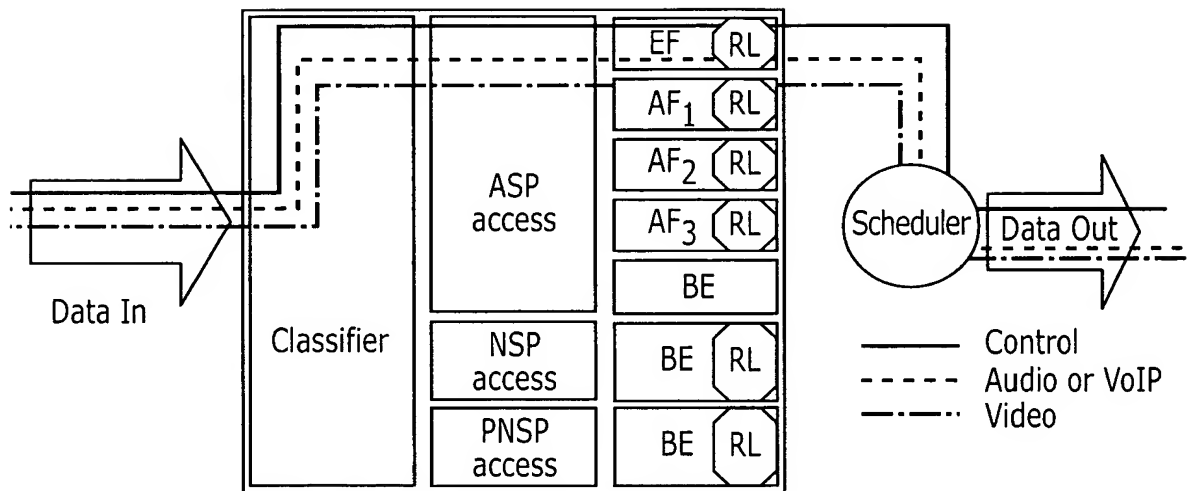 EF RL
AF1 RL
AF2 RL
AF3 RL
BE
BE RL
BE RL
ASP
access
NSP
access
PNSP
access
Classifier
Data In
Scheduler
Data Out
Control
Audio or VoIP
Video